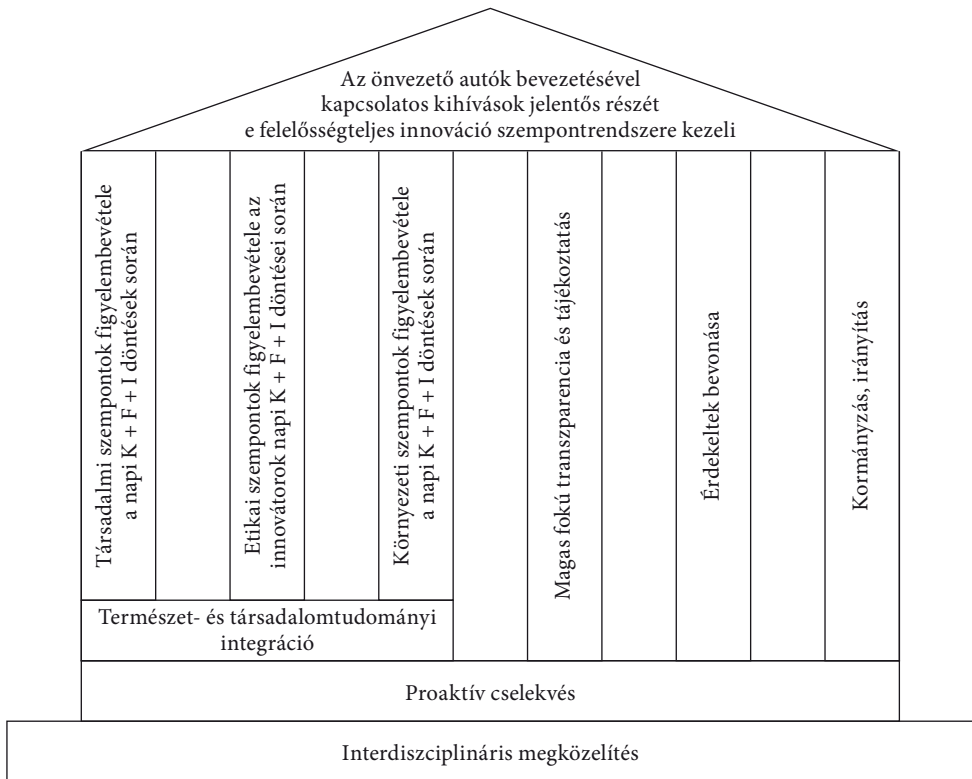 Az önvezető autók bevezetésével
kapcsolatos kihívások jelentős részét
e felelősségteljes innováció szempontrendszere kezeli
Társadalmi szempontok figyelembevétele
a napi K + F + I döntések során
Etikai szempontok figyelembevétele az
innovátorok napi K + F + I döntései során
Környezeti szempontok figyelembevétele
a napi K + F + I döntések során
Magas fokú transzparencia és tájékoztatás
Érdekeltek bevonása
Kormányzás, irányítás
Természet- és társadalomtudományi
integráció
Proaktív cselekvés
Interdiszciplináris megközelítés